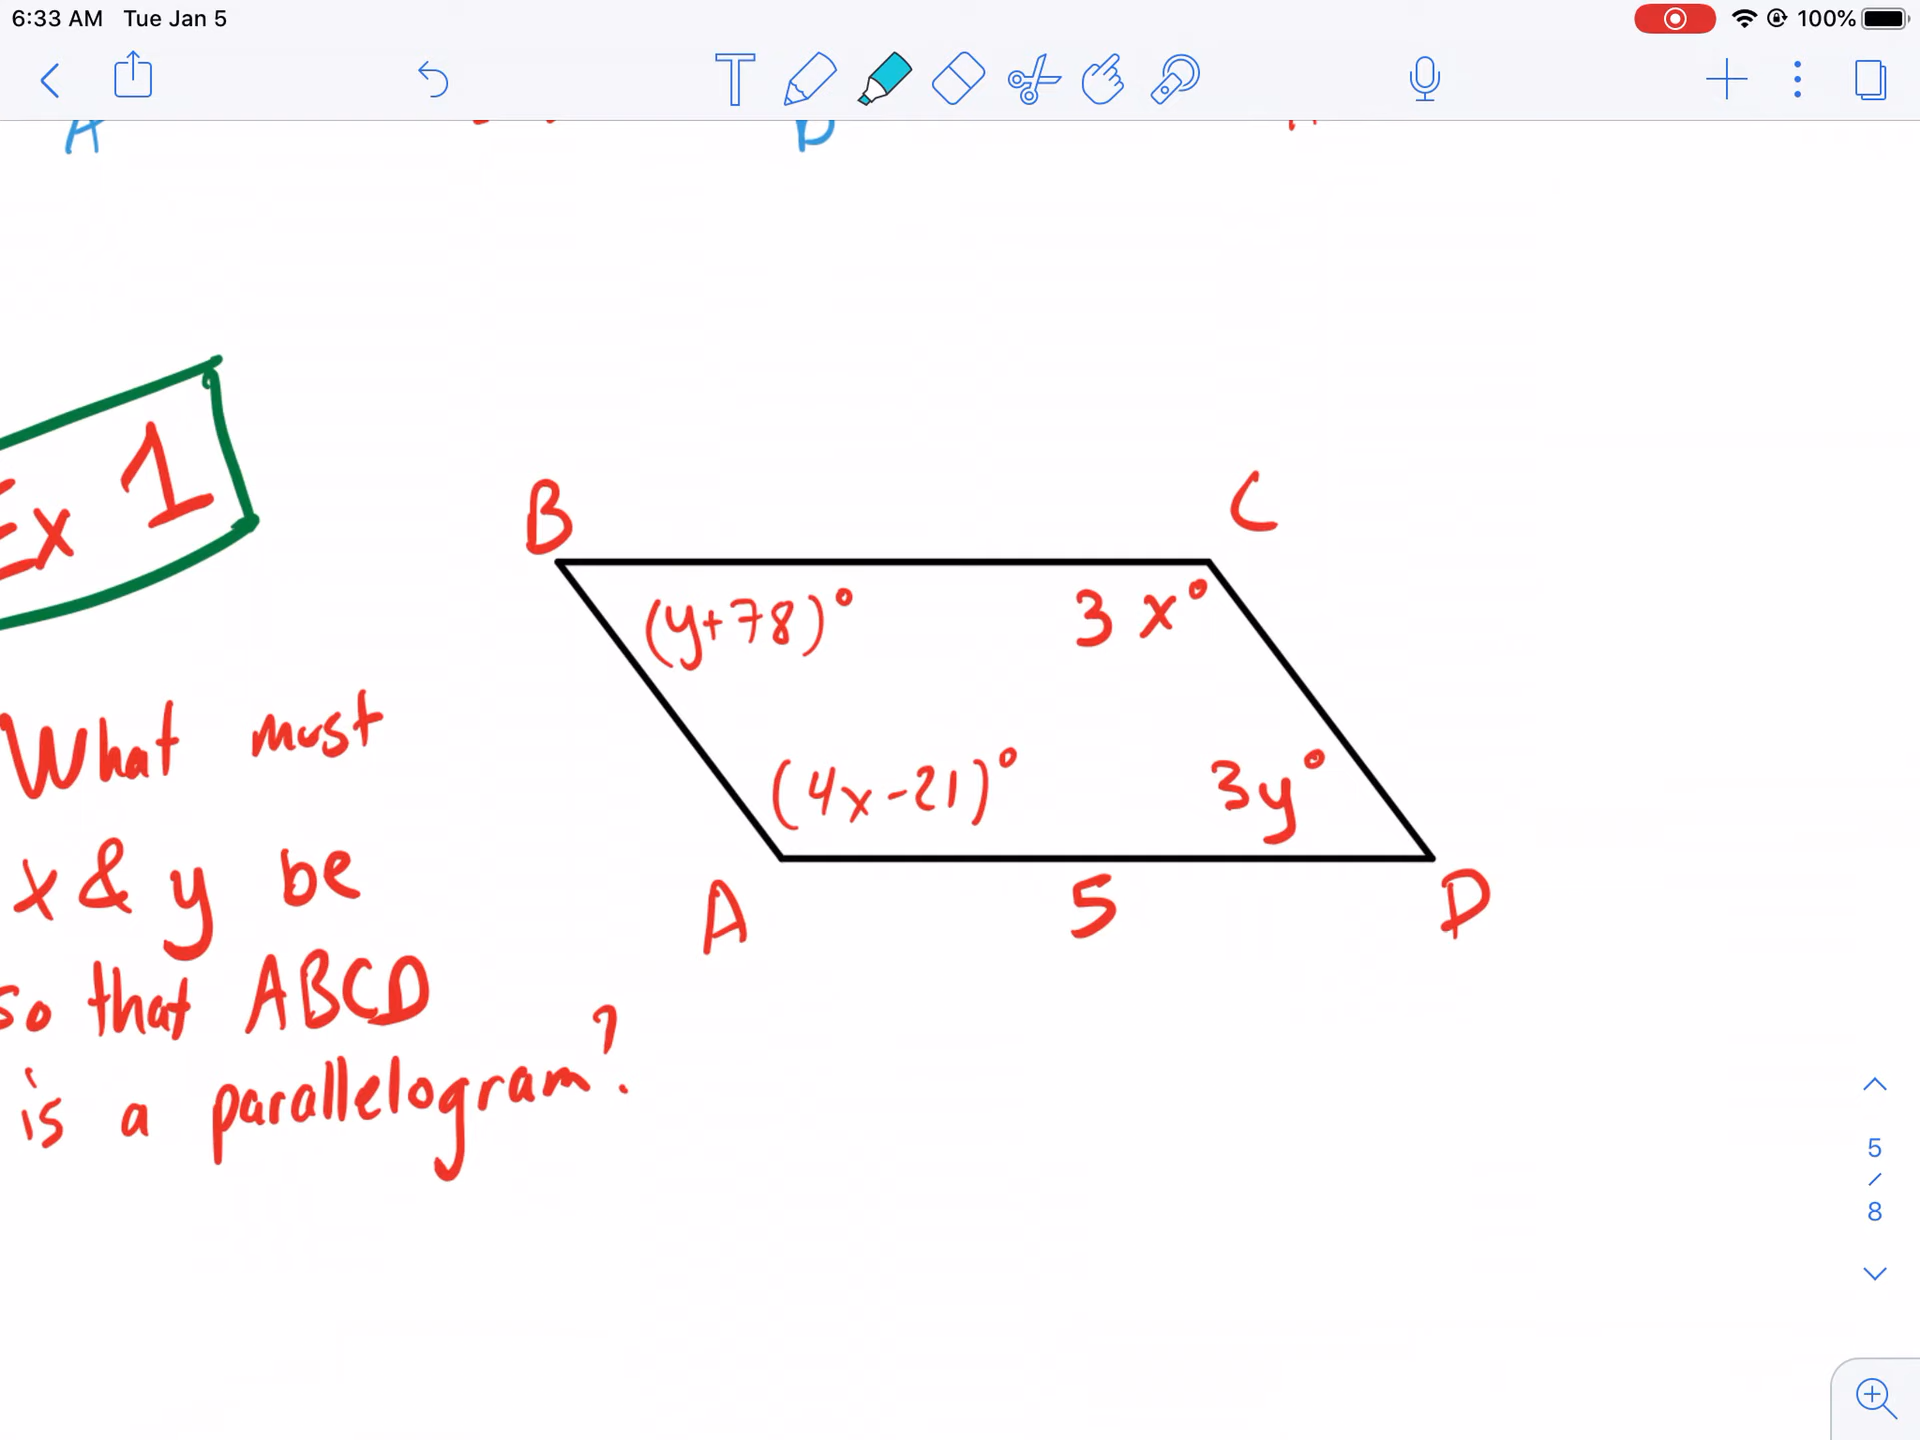 6:33 AM Tue Jan 5
100%
T
A
Ex 1
B
C
(y+78)°
3x°
What must
(4x-21)°
3y°
x & y be
A
5
D
so that ABCD
is a parallelogram?
5
/
8